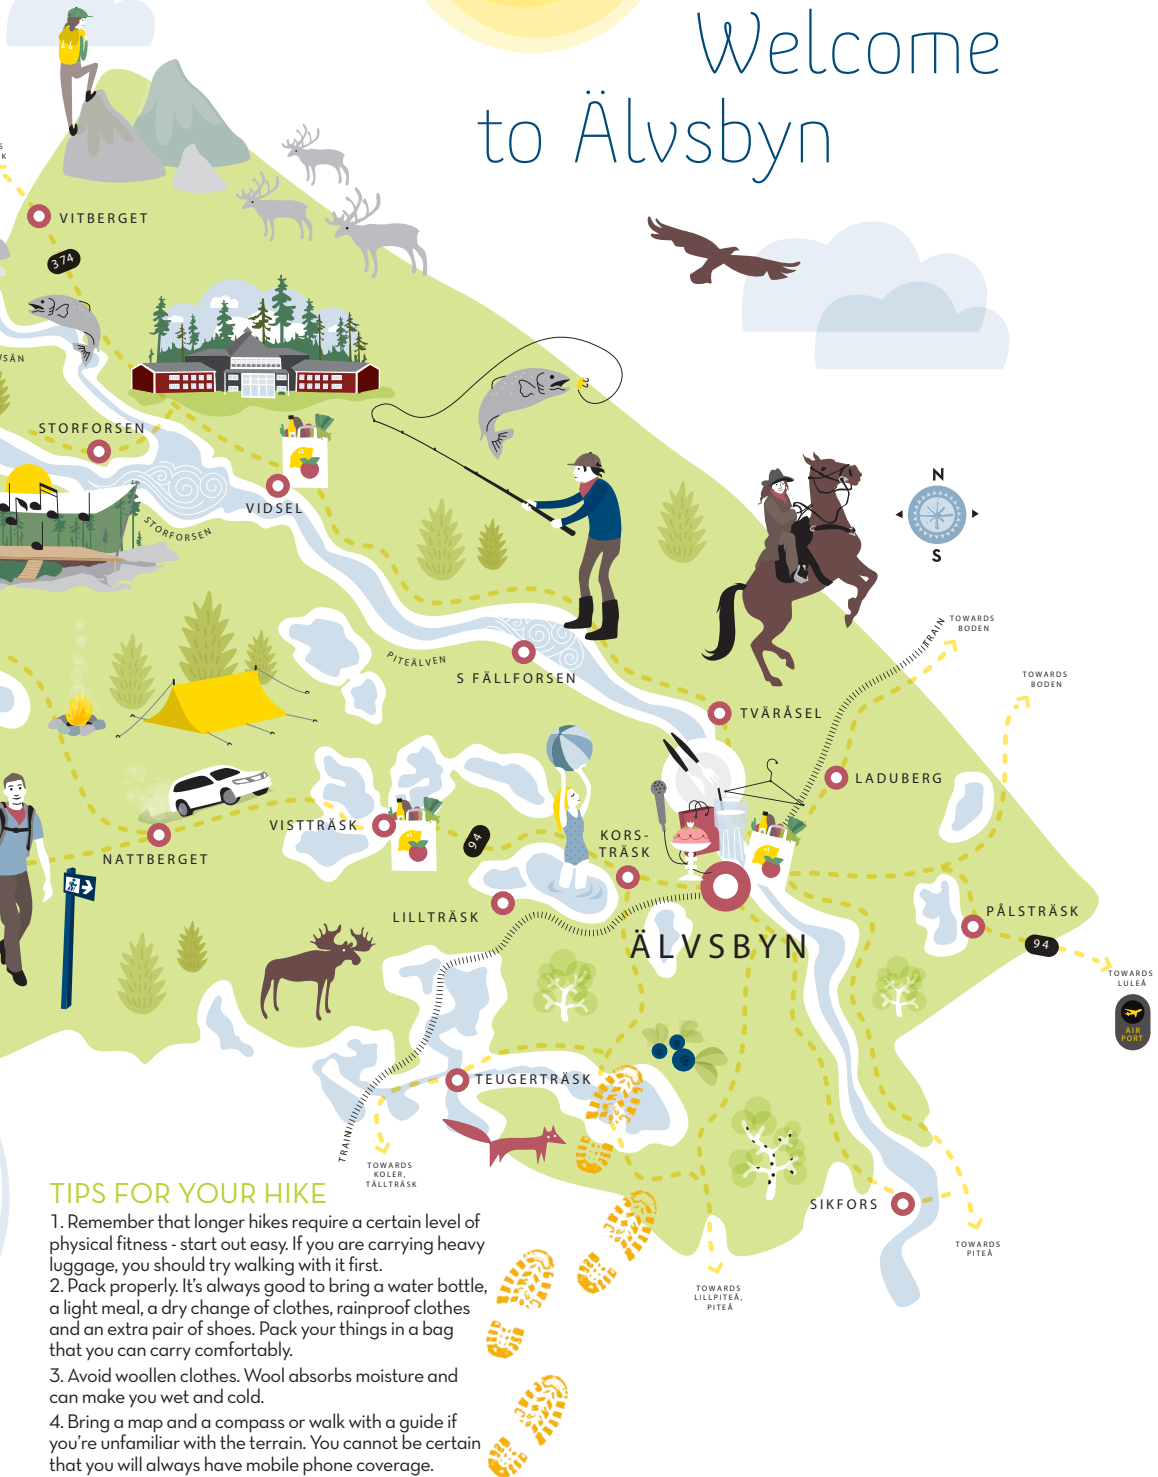 Welcome
to Älvsbyn
VITBERGET
374
STORFORSEN
STORFORSEN
VIDSEL
N
S
TRAIN
TOWARDS
BODEN
TOWARDS
BODEN
PITEÄLVEN
S FÄLLFORSEN
TVÄRÅSEL
LADUBERG
VISTTRÄSK
94
KORS-
TRÄSK
NATTBERGET
LILLTRÄSK
ÄLVSBYN
PÅLSTRÄSK
94
TOWARDS
LULEÅ
AIR
PORT
TEUGERTRÄSK
TRAIN
TOWARDS
KOLER,
TÄLLTRÄSK
SIKFORS
TOWARDS
PITEÅ
TOWARDS
LILLPITEÅ,
PITEÅ
TIPS FOR YOUR HIKE
1. Remember that longer hikes require a certain level of
physical fitness - start out easy. If you are carrying heavy
luggage, you should try walking with it first.
2. Pack properly. It's always good to bring a water bottle,
a light meal, a dry change of clothes, rainproof clothes
and an extra pair of shoes. Pack your things in a bag
that you can carry comfortably.
3. Avoid woollen clothes. Wool absorbs moisture and
can make you wet and cold.
4. Bring a map and a compass or walk with a guide if
you're unfamiliar with the terrain. You cannot be certain
that you will always have mobile phone coverage.